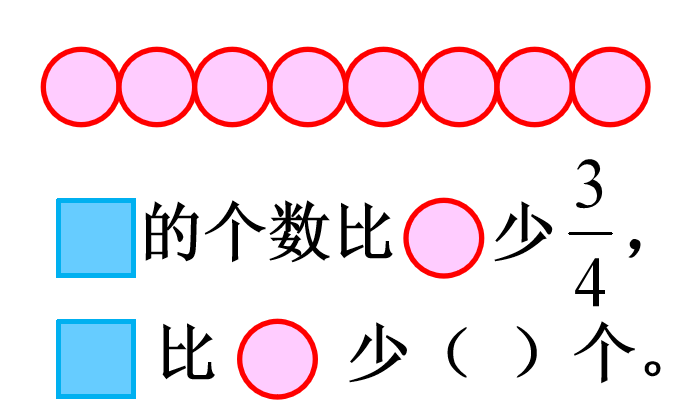 的个数比 少 3/4，
比 少（ ）个。